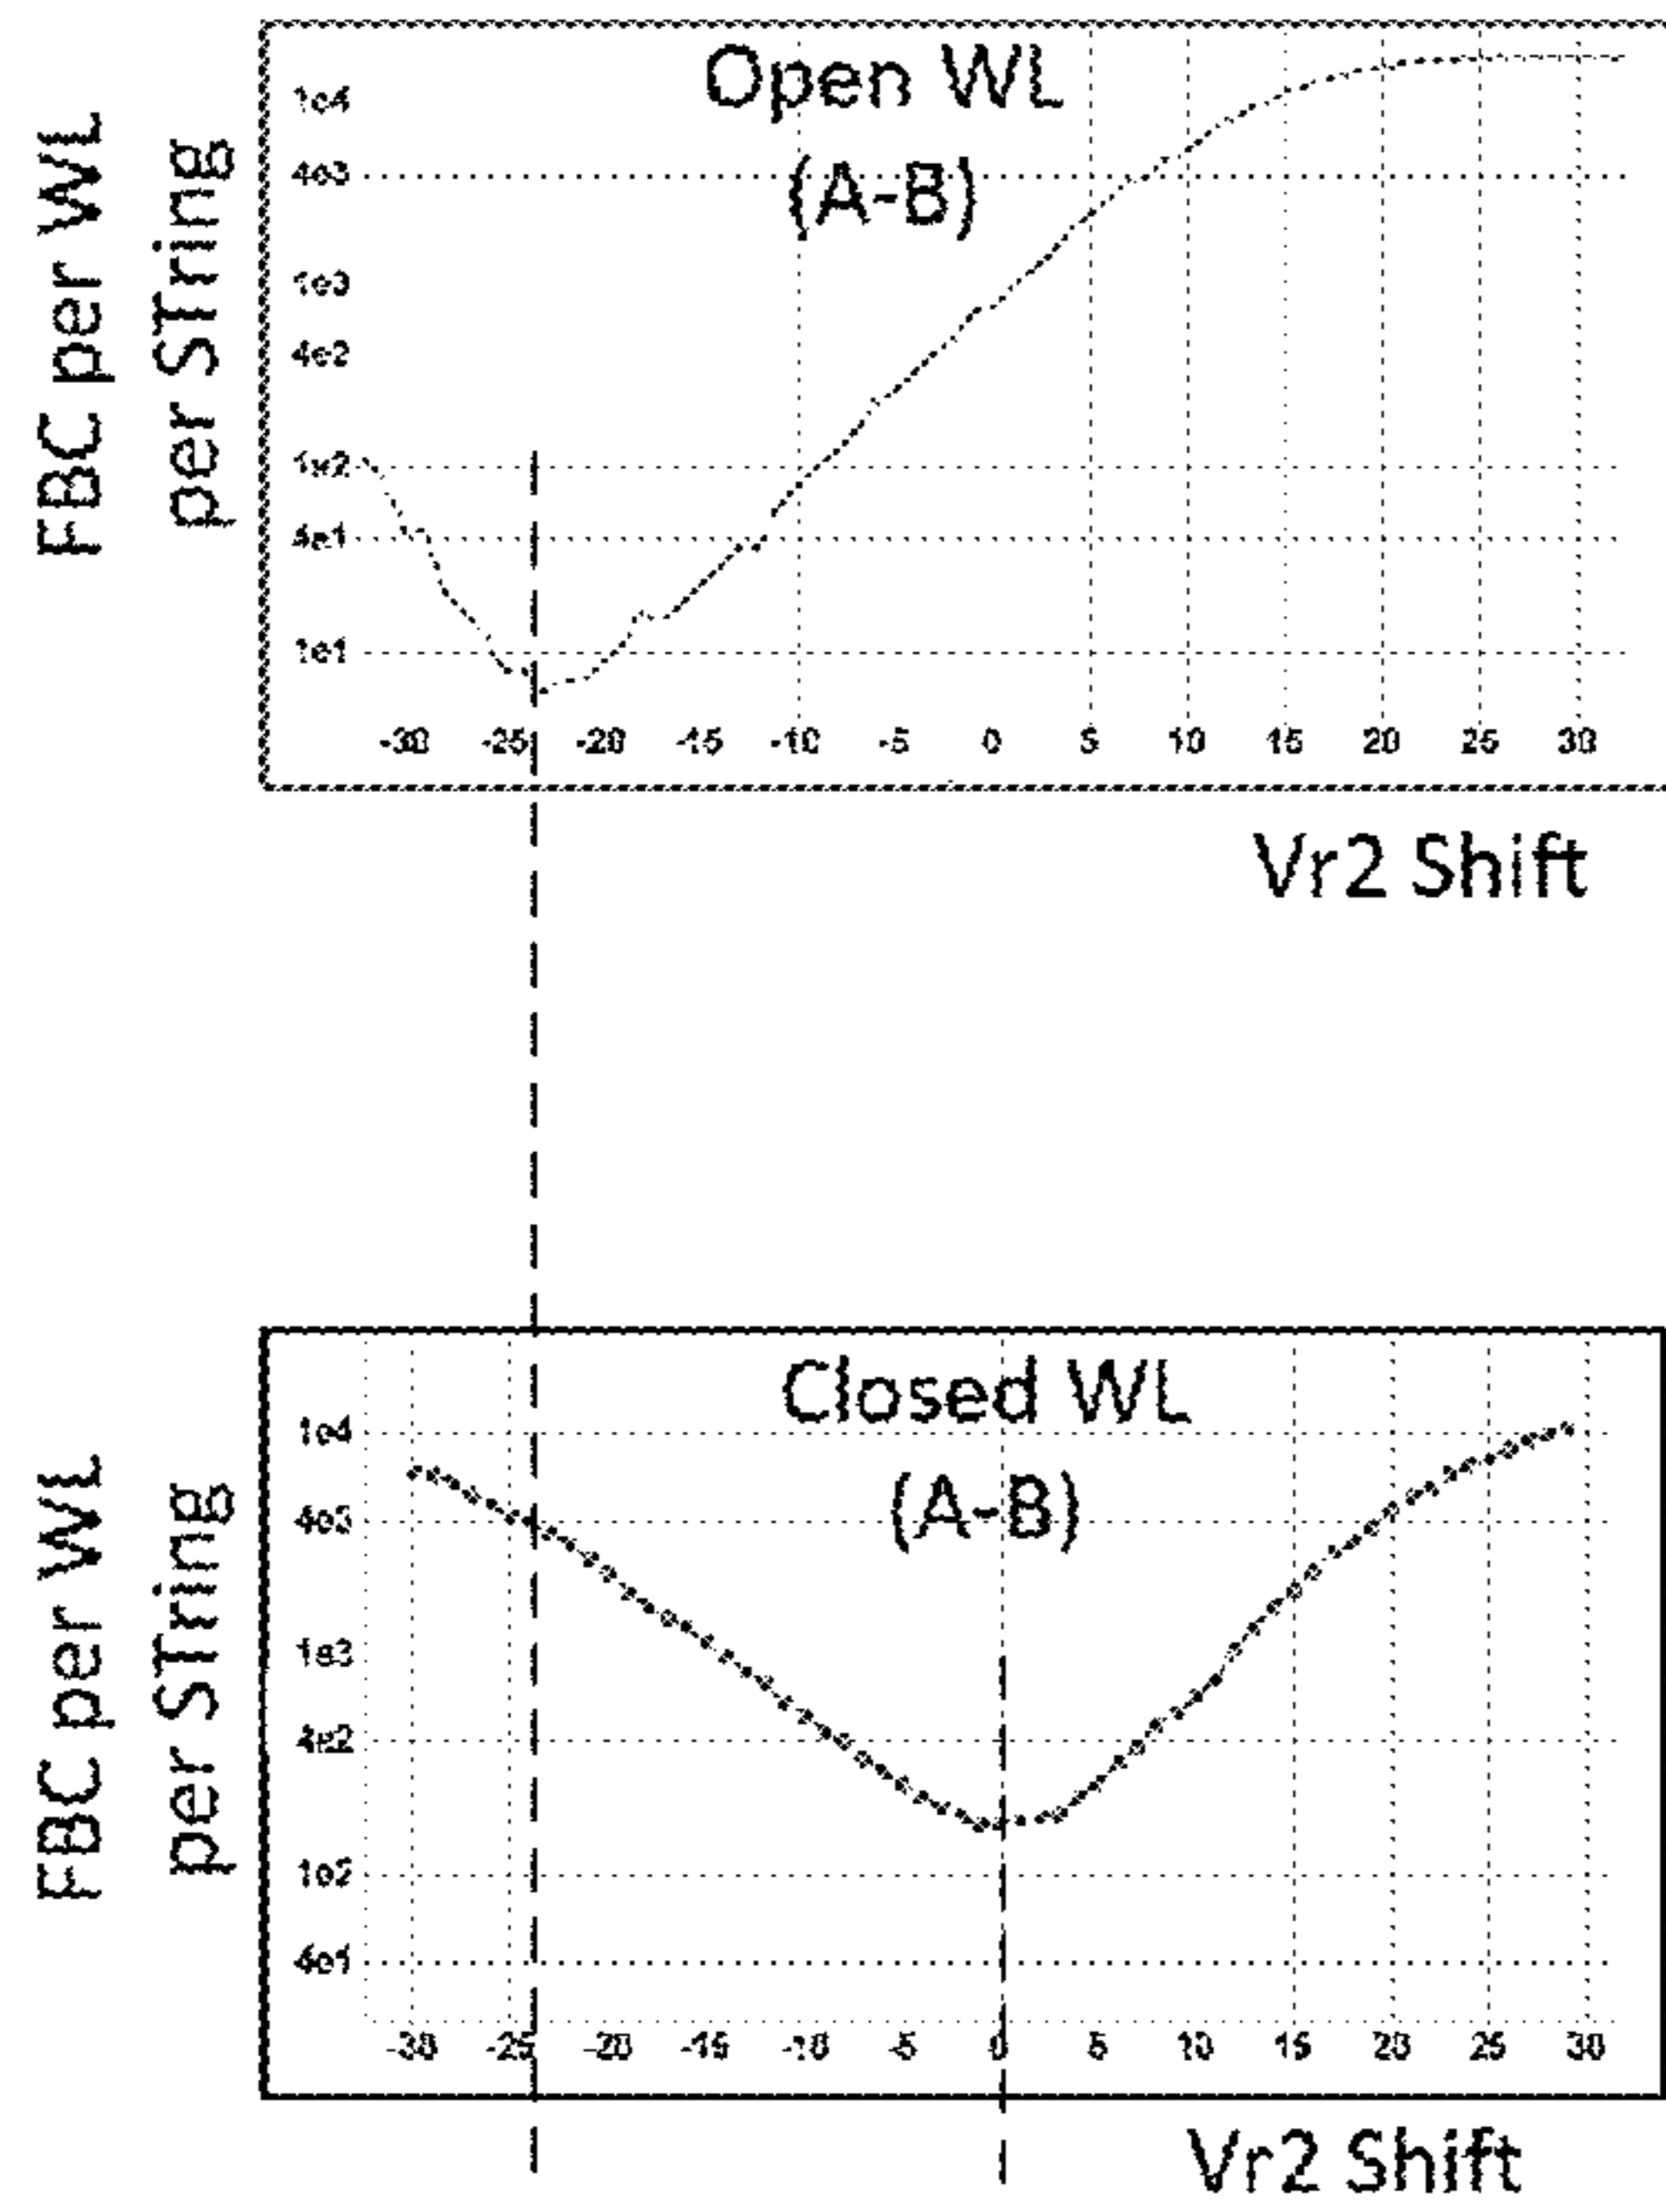 Open WL
(A-B)
FBC per WL
per STring
1e4
4e3
1e3
4e2
1e2
4e1
1e1
-30 -25 -20 -15 -10 -5 0 5 10 15 20 25 30
Vr2 Shift
Closed WL
(A-B)
FBC per WL
per STring
1e4
4e3
1e3
4e2
1e2
4e1
-30 -25 -20 -15 -10 -5 0 5 10 15 20 25 30
Vr2 Shift